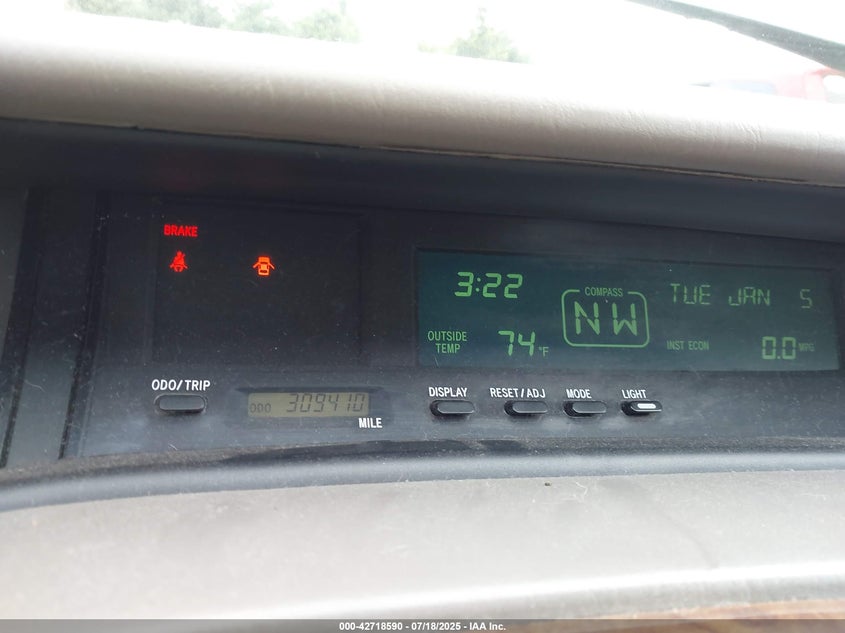 BRAKE
3:22
COMPASS
NW
TUE JAN 5
OUTSIDE
TEMP
74°F
INST ECON
0.0 MPG
ODO/TRIP
ODO 309410
MILE
DISPLAY
RESET/ADJ
MODE
LIGHT
000-42718590 - 07/18/2025 - IAA Inc.